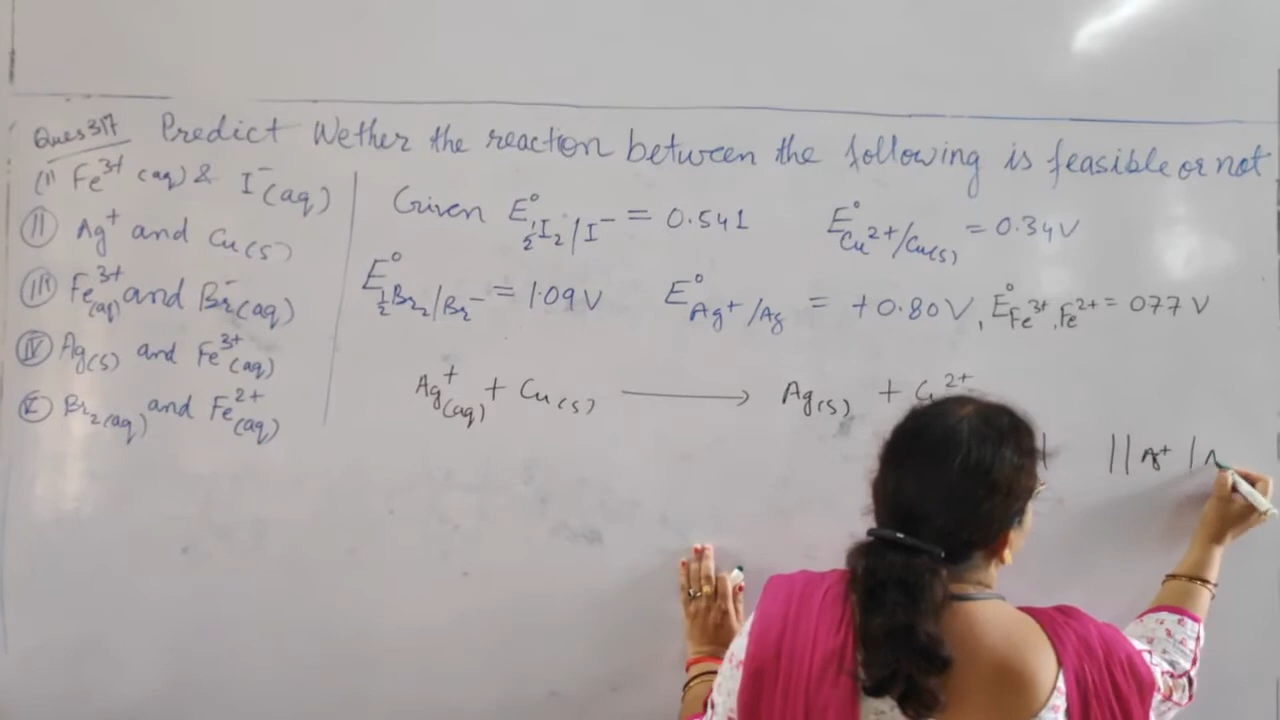 Ques 317 Predict Wether the reaction between the following is feasible or not
(I) Fe³⁺ (aq) & I⁻(aq)
(II) Ag⁺ and Cu(s)
(III) Fe³⁺(aq) and Br⁻(aq)
(IV) Ag(s) and Fe³⁺(aq)
Br₂(aq) and Fe²⁺(aq)
Given E°½I₂/I⁻ = 0.541 E°Cu²⁺/Cu(s) = 0.34V
E°½Br₂/Br⁻ = 1.09V E°Ag⁺/Ag = +0.80V, E°Fe³⁺,Fe²⁺ = 077 V
Ag⁺(aq) + Cu(s) ⟶ Ag(s) + Cu²⁺
| || Ag⁺ |